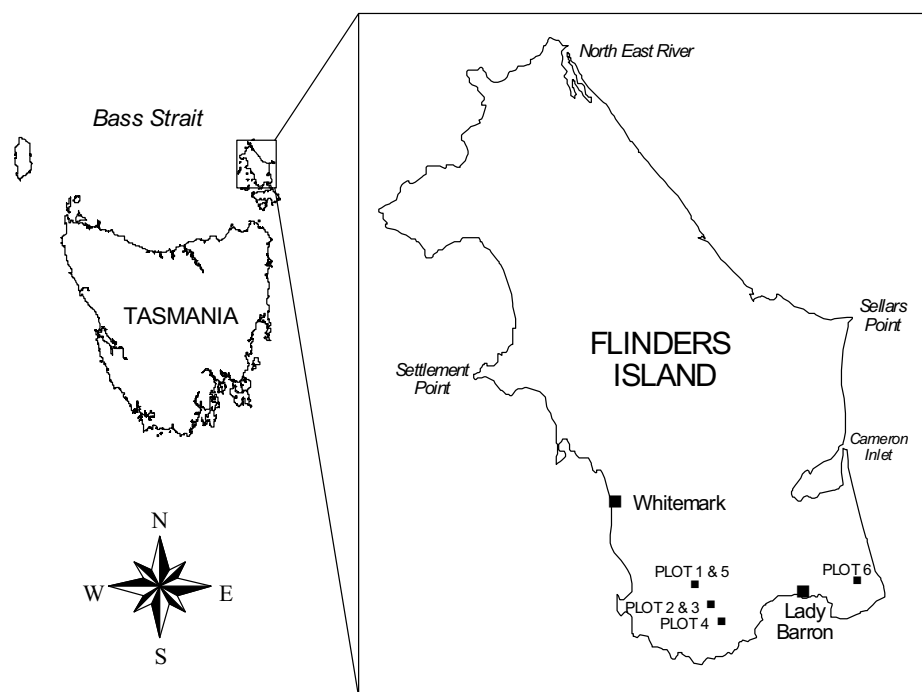 Bass Strait
TASMANIA
N
W
E
S
North East River
Sellars
Point
FLINDERS
ISLAND
Settlement
Point
Cameron
Inlet
Whitemark
PLOT 1 & 5
PLOT 6
PLOT 2 & 3
PLOT 4
Lady
Barron